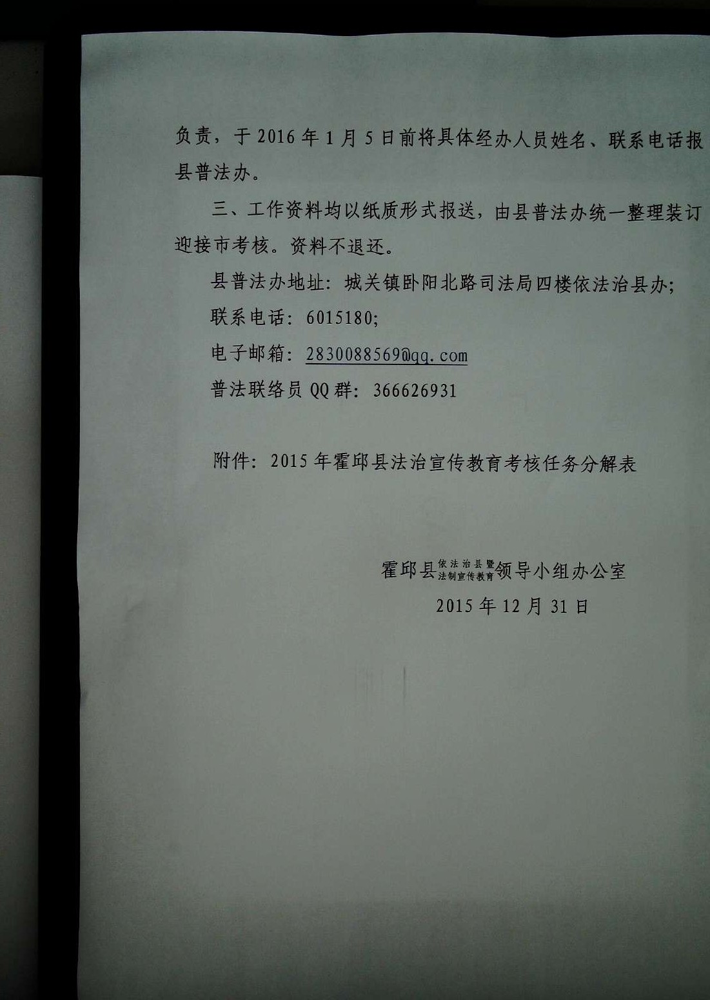 负责，于 2016 年 1 月 5 日前将具体经办人员姓名、联系电话报
县普法办。
三、工作资料均以纸质形式报送，由县普法办统一整理装订
迎接市考核。资料不退还。
县普法办地址：城关镇卧阳北路司法局四楼依法治县办；
联系电话：6015180;
电子邮箱：2830088569@qq.com
普法联络员 QQ 群：366626931
附件：2015 年霍邱县法治宣传教育考核任务分解表
霍邱县依法治县暨法制宣传教育领导小组办公室
2015 年 12 月 31 日